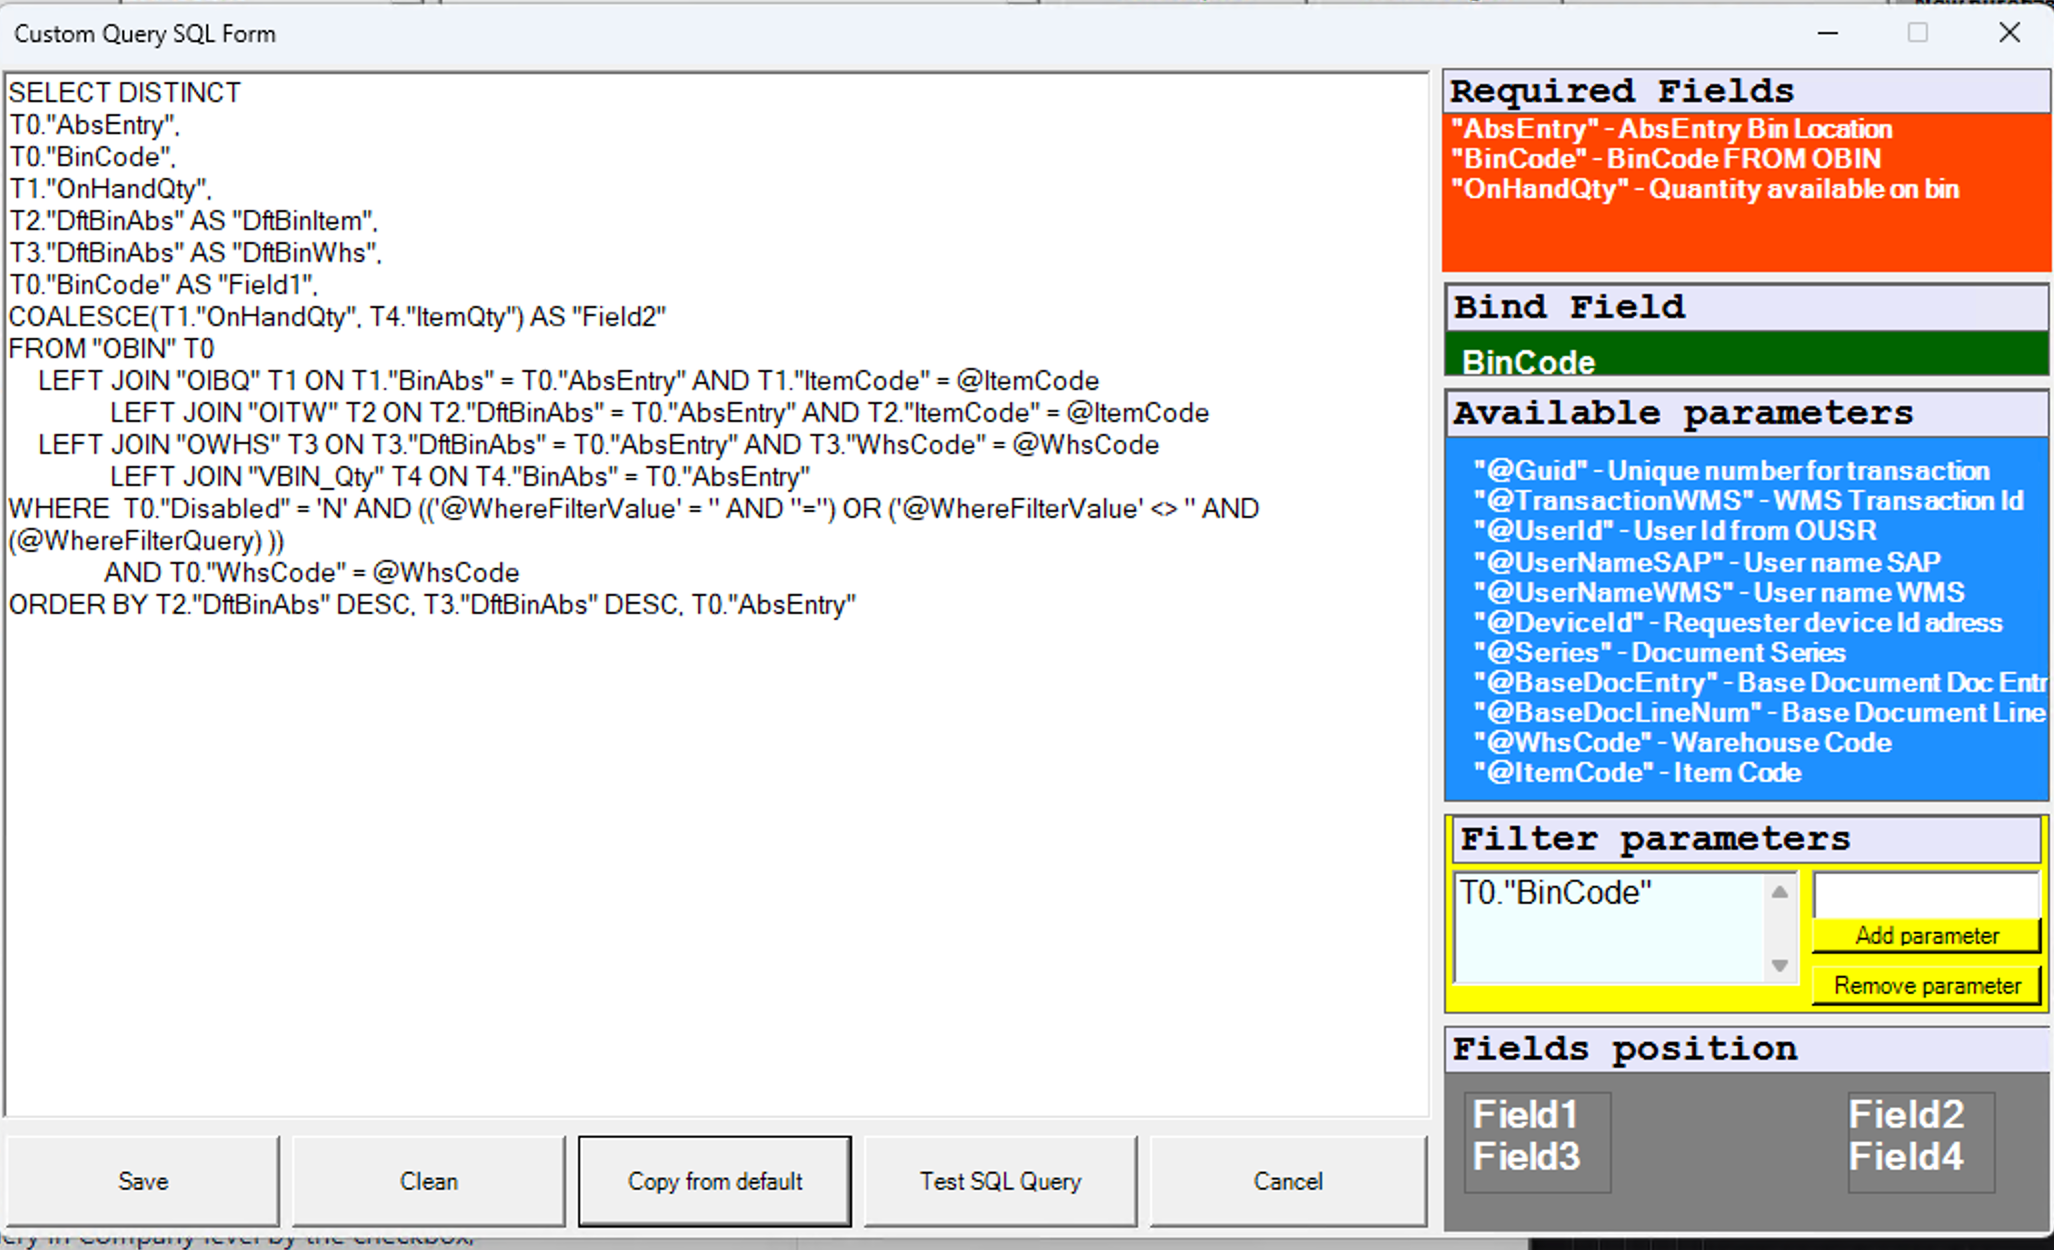 Custom Query SQL Form
SELECT DISTINCT
T0."AbsEntry",
T0."BinCode",
T1."OnHandQty",
T2."DftBinAbs" AS "DftBinItem",
T3."DftBinAbs" AS "DftBinWhs",
T0."BinCode" AS "Field1",
COALESCE(T1."OnHandQty", T4."ItemQty") AS "Field2"
FROM "OBIN" T0
LEFT JOIN "OIBQ" T1 ON T1."BinAbs" = T0."AbsEntry" AND T1."ItemCode" = @ItemCode
LEFT JOIN "OITW" T2 ON T2."DftBinAbs" = T0."AbsEntry" AND T2."ItemCode" = @ItemCode
LEFT JOIN "OWHS" T3 ON T3."DftBinAbs" = T0."AbsEntry" AND T3."WhsCode" = @WhsCode
LEFT JOIN "VBIN_Qty" T4 ON T4."BinAbs" = T0."AbsEntry"
WHERE  T0."Disabled" = 'N' AND (('@WhereFilterValue' = '' AND ''='') OR ('@WhereFilterValue' <> '' AND
(@WhereFilterQuery) ))
AND T0."WhsCode" = @WhsCode
ORDER BY T2."DftBinAbs" DESC, T3."DftBinAbs" DESC, T0."AbsEntry"
Save
Clean
Copy from default
Test SQL Query
Cancel
Required Fields
"AbsEntry" - AbsEntry Bin Location
"BinCode" - BinCode FROM OBIN
"OnHandQty" - Quantity available on bin
Bind Field
BinCode
Available parameters
"@Guid" - Unique number for transaction
"@TransactionWMS" - WMS Transaction Id
"@UserId" - User Id from OUSR
"@UserNameSAP" - User name SAP
"@UserNameWMS" - User name WMS
"@DeviceId" - Requester device Id adress
"@Series" - Document Series
"@BaseDocEntry" - Base Document Doc Entr
"@BaseDocLineNum" - Base Document Line
"@WhsCode" - Warehouse Code
"@ItemCode" - Item Code
Filter parameters
T0."BinCode"
Add parameter
Remove parameter
Fields position
Field1 Field2
Field3 Field4
in Company level by the checkbox,